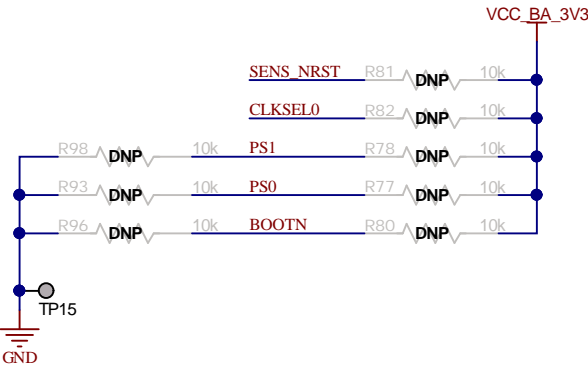 VCC_BA_3V3
SENS_NRST R81 DNP 10k
CLKSEL0 R82 DNP 10k
R98 DNP 10k PS1 R78 DNP 10k
R93 DNP 10k PS0 R77 DNP 10k
R96 DNP 10k BOOTN R80 DNP 10k
TP15
GND